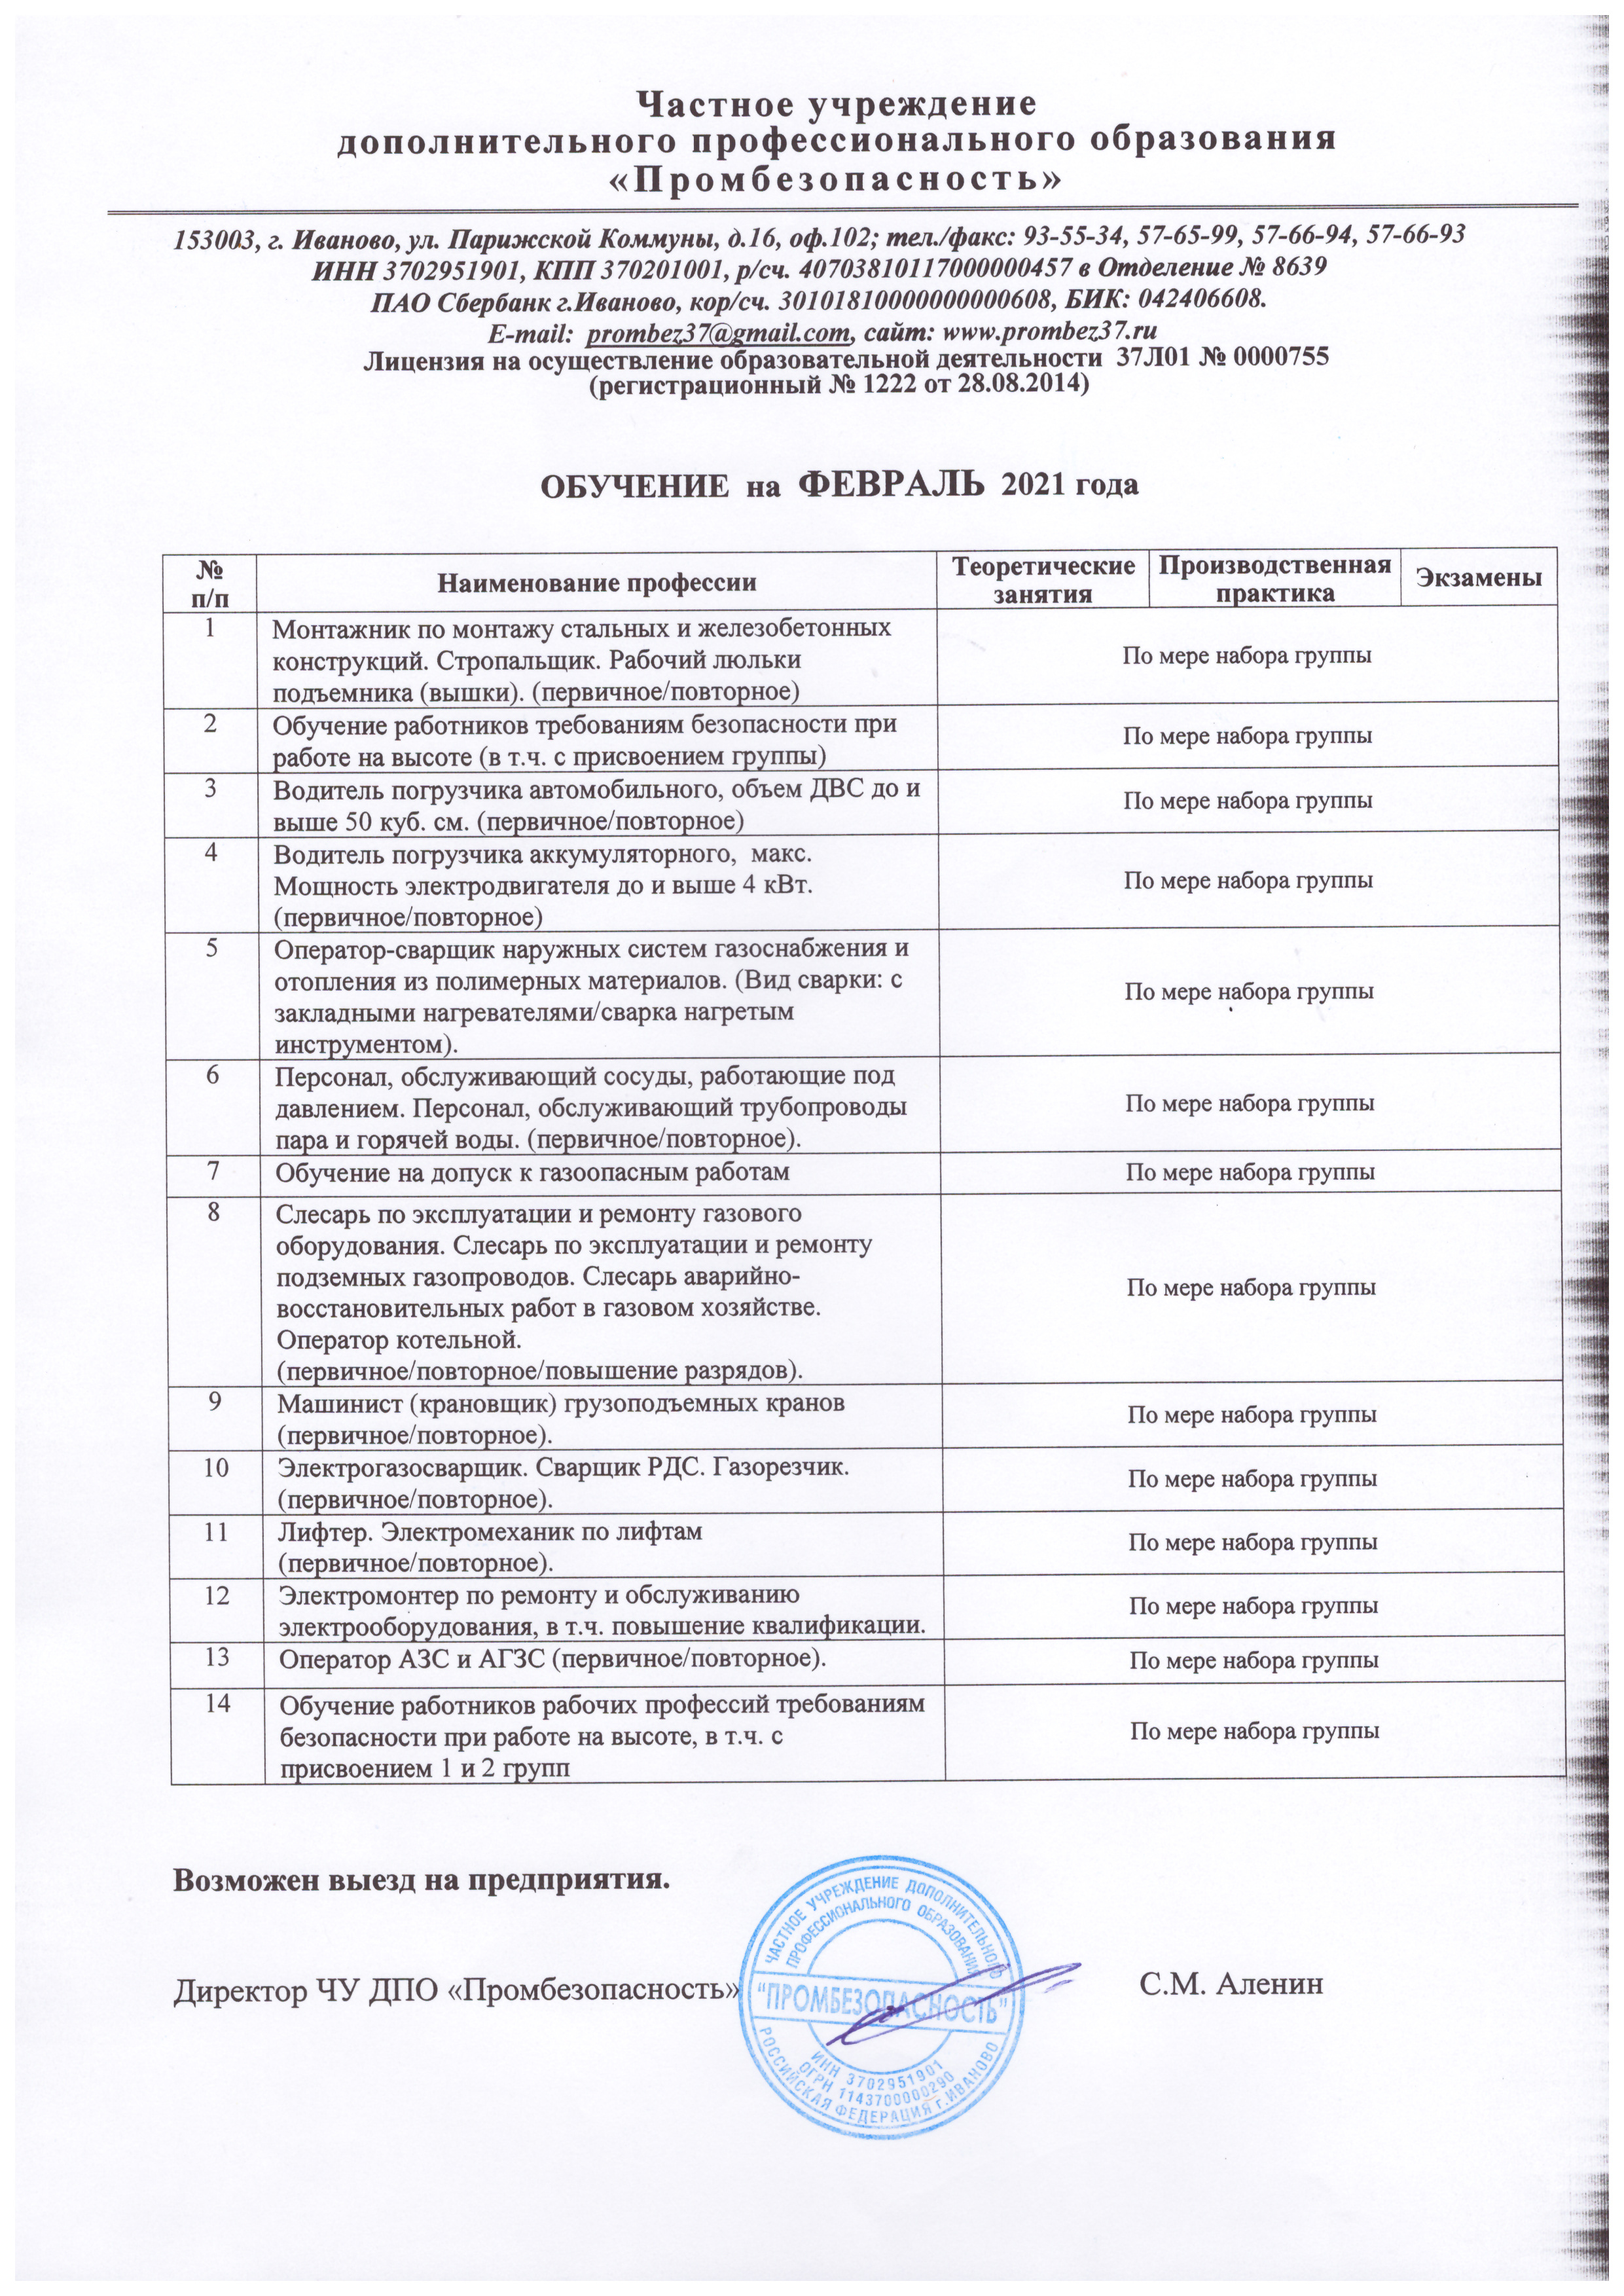 Частное учреждение
дополнительного профессионального образования
«Промбезопасность»
153003, г. Иваново, ул. Парижской Коммуны, д.16, оф.102; тел./факс: 93-55-34, 57-65-99, 57-66-94, 57-66-93
ИНН 3702951901, КПП 370201001, р/сч. 40703810117000000457 в Отделение № 8639
ПАО Сбербанк г.Иваново, кор/сч. 30101810000000000608, БИК: 042406608.
E-mail: prombez37@gmail.com, сайт: www.prombez37.ru
Лицензия на осуществление образовательной деятельности 37Л01 № 0000755
(регистрационный № 1222 от 28.08.2014)
ОБУЧЕНИЕ на ФЕВРАЛЬ 2021 года
№ п/п Наименование профессии Теоретические занятия Производственная практика Экзамены
1 Монтажник по монтажу стальных и железобетонных
конструкций. Стропальщик. Рабочий люльки
подъемника (вышки). (первичное/повторное)
По мере набора группы
2 Обучение работников требованиям безопасности при
работе на высоте (в т.ч. с присвоением группы)
По мере набора группы
3 Водитель погрузчика автомобильного, объем ДВС до и
выше 50 куб. см. (первичное/повторное)
По мере набора группы
4 Водитель погрузчика аккумуляторного, макс.
Мощность электродвигателя до и выше 4 кВт.
(первичное/повторное)
По мере набора группы
5 Оператор-сварщик наружных систем газоснабжения и
отопления из полимерных материалов. (Вид сварки: с
закладными нагревателями/сварка нагретым
инструментом).
По мере набора группы
6 Персонал, обслуживающий сосуды, работающие под
давлением. Персонал, обслуживающий трубопроводы
пара и горячей воды. (первичное/повторное).
По мере набора группы
7 Обучение на допуск к газоопасным работам
По мере набора группы
8 Слесарь по эксплуатации и ремонту газового
оборудования. Слесарь по эксплуатации и ремонту
подземных газопроводов. Слесарь аварийно-
восстановительных работ в газовом хозяйстве.
Оператор котельной.
(первичное/повторное/повышение разрядов).
По мере набора группы
9 Машинист (крановщик) грузоподъемных кранов
(первичное/повторное).
По мере набора группы
10 Электрогазосварщик. Сварщик РДС. Газорезчик.
(первичное/повторное).
По мере набора группы
11 Лифтер. Электромеханик по лифтам
(первичное/повторное).
По мере набора группы
12 Электромонтер по ремонту и обслуживанию
электрооборудования, в т.ч. повышение квалификации.
По мере набора группы
13 Оператор АЗС и АГЗС (первичное/повторное).
По мере набора группы
14 Обучение работников рабочих профессий требованиям
безопасности при работе на высоте, в т.ч. с
присвоением 1 и 2 групп
По мере набора группы
Возможен выезд на предприятия.
Директор ЧУ ДПО «Промбезопасность» С.М. Аленин
ЧАСТНОЕ УЧРЕЖДЕНИЕ ДОПОЛНИТЕЛЬНОГО
ПРОФЕССИОНАЛЬНОГО ОБРАЗОВАНИЯ
"ПРОМБЕЗОПАСНОСТЬ"
ИНН 3702951901
ОГРН 1143700000290
РОССИЙСКАЯ ФЕДЕРАЦИЯ г.ИВАНОВО